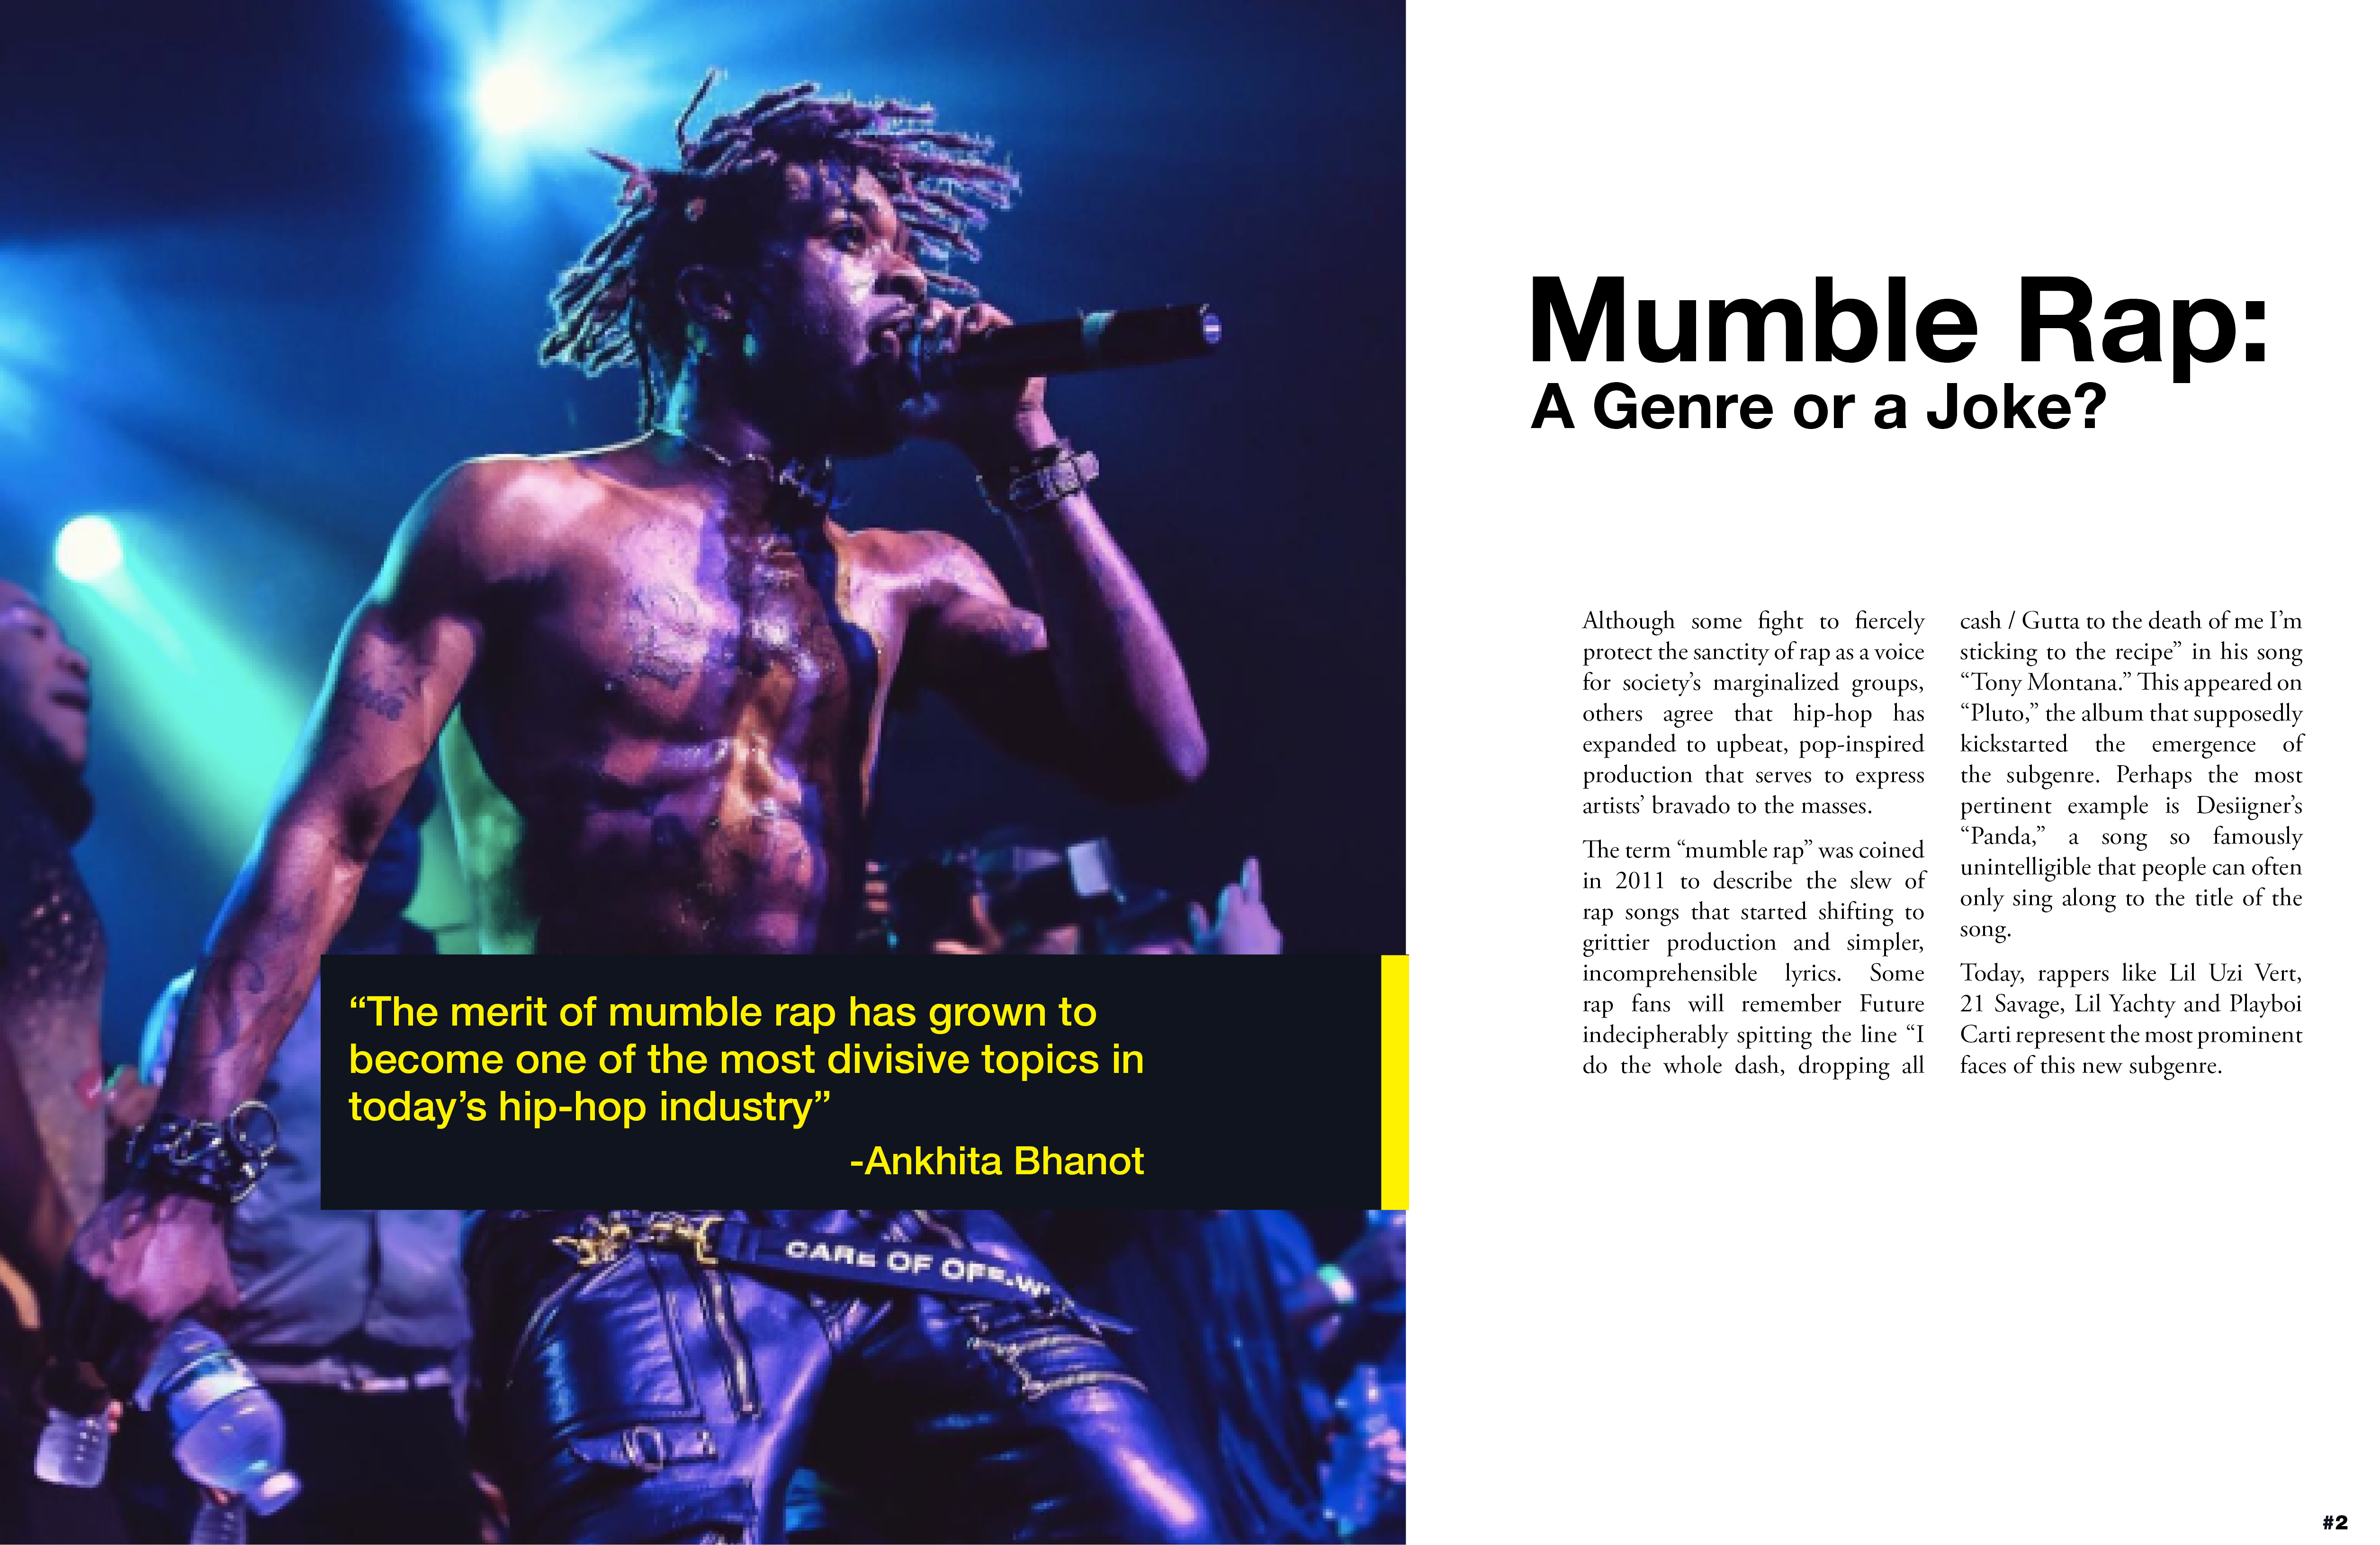 “The merit of mumble rap has grown to
become one of the most divisive topics in
today’s hip-hop industry”
-Ankhita Bhanot
CARE OF OFF-W
Mumble Rap:
A Genre or a Joke?
Although some fight to fiercely
protect the sanctity of rap as a voice
for society’s marginalized groups,
others agree that hip-hop has
expanded to upbeat, pop-inspired
production that serves to express
artists’ bravado to the masses.
The term “mumble rap” was coined
in 2011 to describe the slew of
rap songs that started shifting to
grittier production and simpler,
incomprehensible lyrics. Some
rap fans will remember Future
indecipherably spitting the line “I
do the whole dash, dropping all
cash / Gutta to the death of me I’m
sticking to the recipe” in his song
“Tony Montana.” This appeared on
“Pluto,” the album that supposedly
kickstarted the emergence of
the subgenre. Perhaps the most
pertinent example is Desiigner’s
“Panda,” a song so famously
unintelligible that people can often
only sing along to the title of the
song.
Today, rappers like Lil Uzi Vert,
21 Savage, Lil Yachty and Playboi
Carti represent the most prominent
faces of this new subgenre.
#2